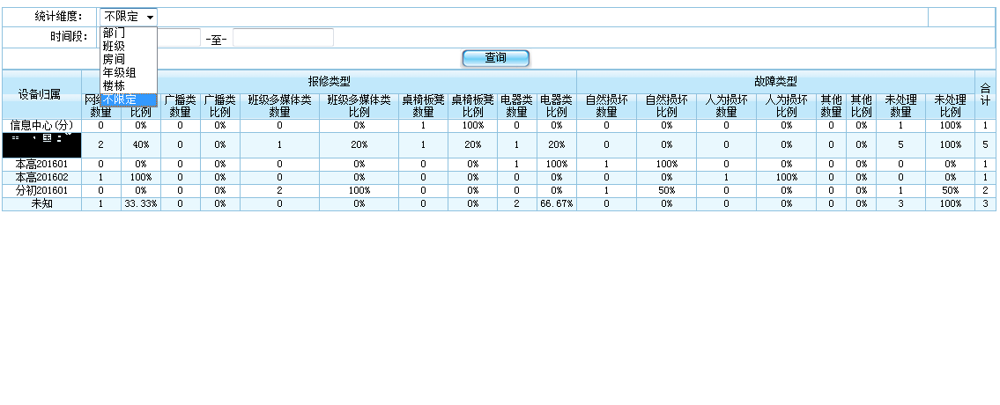 统计维度： 不限定
时间段： -至-
部门
班级
房间
年级组
楼栋
不限定
查询
设备归属 报修类型 故障类型 合计
数量 比例 广播类数量 广播类比例 班级多媒体类数量 班级多媒体类比例 桌椅板凳数量 桌椅板凳比例 电器类数量 电器类比例 自然损坏数量 自然损坏比例 人为损坏数量 人为损坏比例 其他数量 其他比例 未处理数量 未处理比例
信息中心(分) 0 0% 0 0% 0 0% 1 100% 0 0% 0 0% 0 0% 0 0% 1 100% 1
2 40% 0 0% 1 20% 1 20% 1 20% 0 0% 0 0% 0 0% 5 100% 5
本高201601 0 0% 0 0% 0 0% 0 0% 1 100% 1 100% 0 0% 0 0% 0 0% 1
本高201602 1 100% 0 0% 0 0% 0 0% 0 0% 0 0% 1 100% 0 0% 0 0% 1
分初201601 0 0% 0 0% 2 100% 0 0% 0 0% 1 50% 0 0% 0 0% 1 50% 2
未知 1 33.33% 0 0% 0 0% 0 0% 2 66.67% 0 0% 0 0% 0 0% 3 100% 3